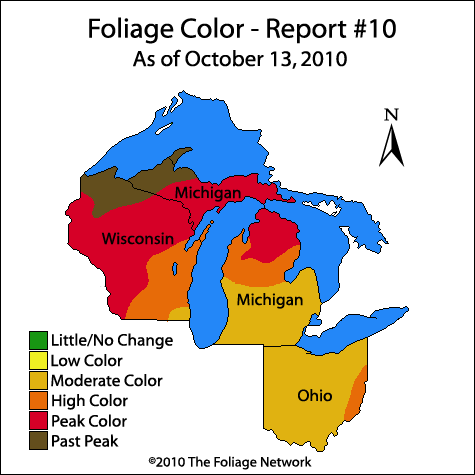 Foliage Color - Report #10
As of October 13, 2010
N
Michigan
Wisconsin
Michigan
Ohio
Little/No Change
Low Color
Moderate Color
High Color
Peak Color
Past Peak
©2010 The Foliage Network